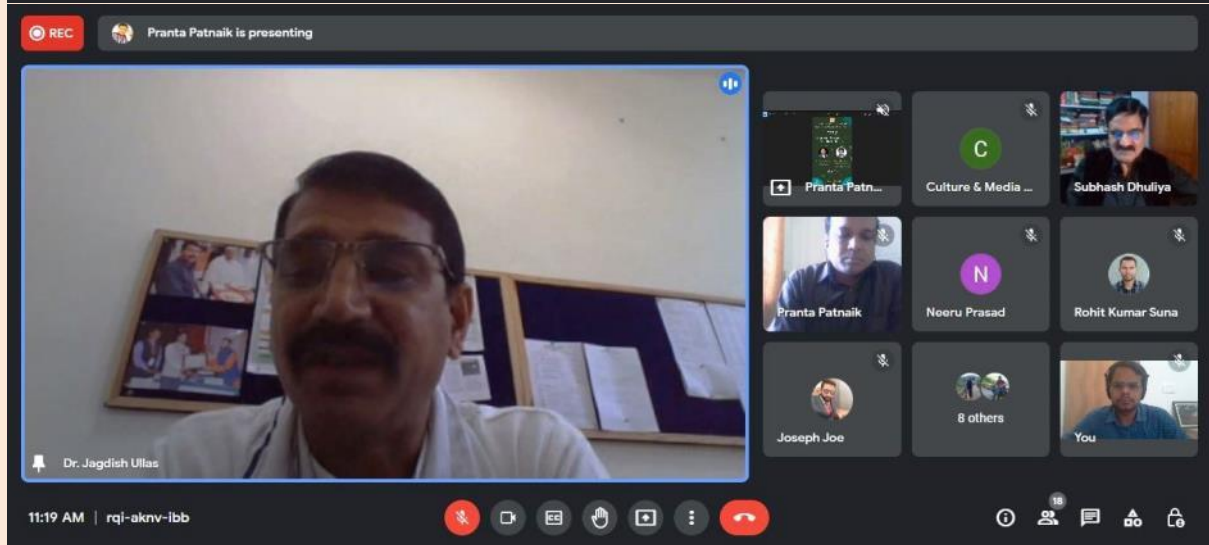 REC
Pranta Patnaik is presenting
Dr. Jagdish Ullas
Pranta Patn...
C
Culture & Media ...
Subhash Dhuliya
Pranta Patnaik
N
Neeru Prasad
Rohit Kumar Suna
Joseph Joe
8 others
You
11:19 AM | rqi-aknv-ibb
CC
18